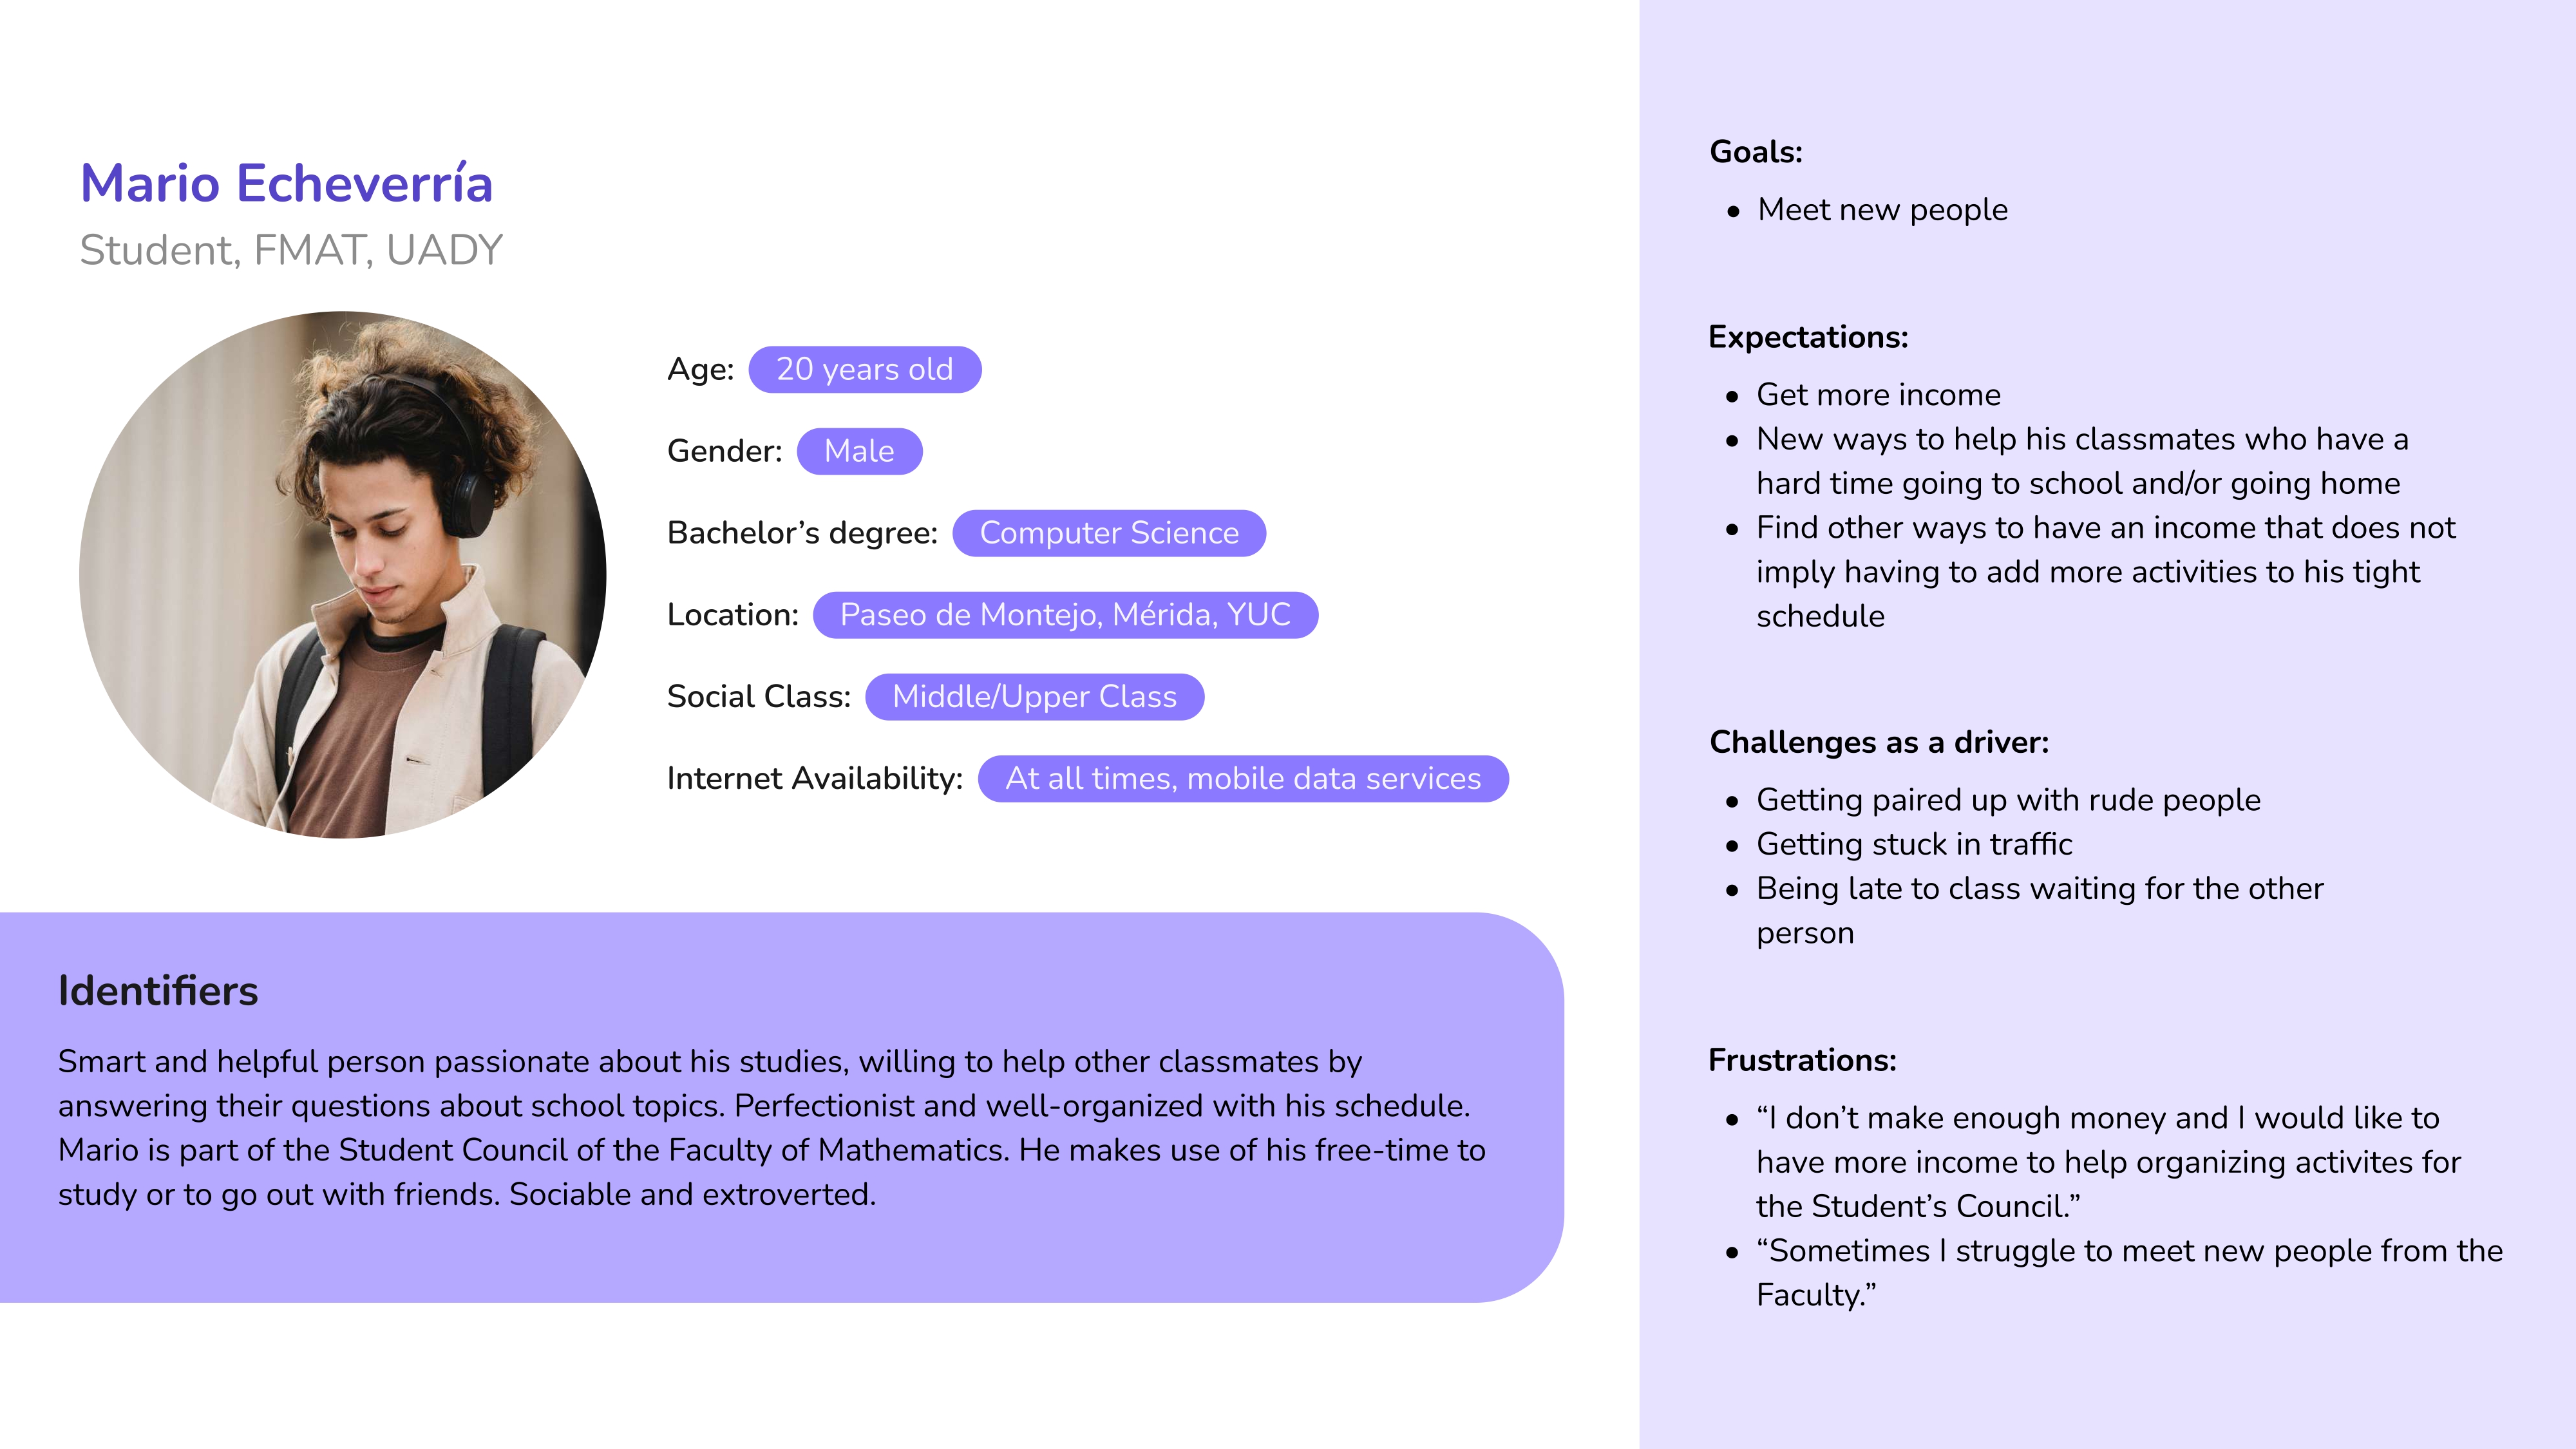 Mario Echeverría
Student, FMAT, UADY
Age: 20 years old
Gender: Male
Bachelor’s degree: Computer Science
Location: Paseo de Montejo, Mérida, YUC
Social Class: Middle/Upper Class
Internet Availability: At all times, mobile data services
Identifiers
Smart and helpful person passionate about his studies, willing to help other classmates by
answering their questions about school topics. Perfectionist and well-organized with his schedule.
Mario is part of the Student Council of the Faculty of Mathematics. He makes use of his free-time to
study or to go out with friends. Sociable and extroverted.
Goals:
• Meet new people
Expectations:
• Get more income
• New ways to help his classmates who have a
hard time going to school and/or going home
• Find other ways to have an income that does not
imply having to add more activities to his tight
schedule
Challenges as a driver:
• Getting paired up with rude people
• Getting stuck in traffic
• Being late to class waiting for the other
person
Frustrations:
• “I don’t make enough money and I would like to
have more income to help organizing activites for
the Student’s Council.”
• “Sometimes I struggle to meet new people from the
Faculty.”